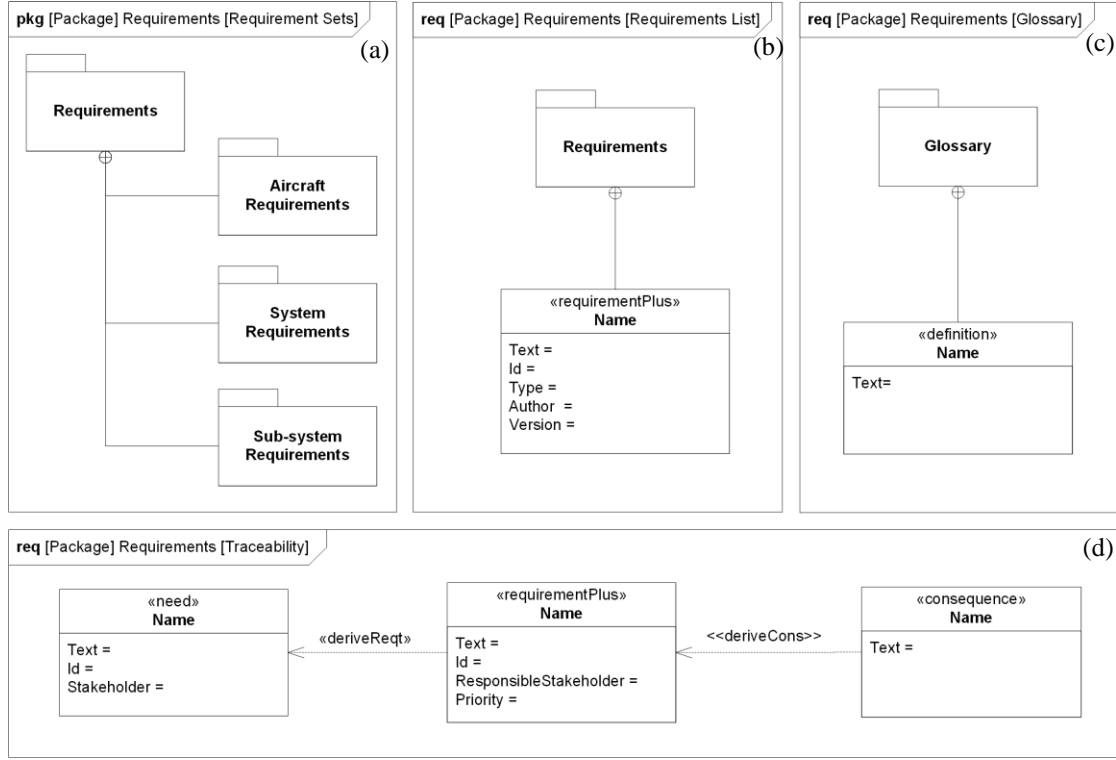 pkg [Package] Requirements [Requirement Sets]
(a)
Requirements
Aircraft
Requirements
System
Requirements
Sub-system
Requirements
req [Package] Requirements [Requirements List]
(b)
Requirements
«requirementPlus»
Name
Text =
Id =
Type =
Author =
Version =
req [Package] Requirements [Glossary]
(c)
Glossary
«definition»
Name
Text=
req [Package] Requirements [Traceability]
(d)
«need»
Name
Text =
Id =
Stakeholder =
«deriveReqt»
«requirementPlus»
Name
Text =
Id =
ResponsibleStakeholder =
Priority =
<<deriveCons>>
«consequence»
Name
Text =